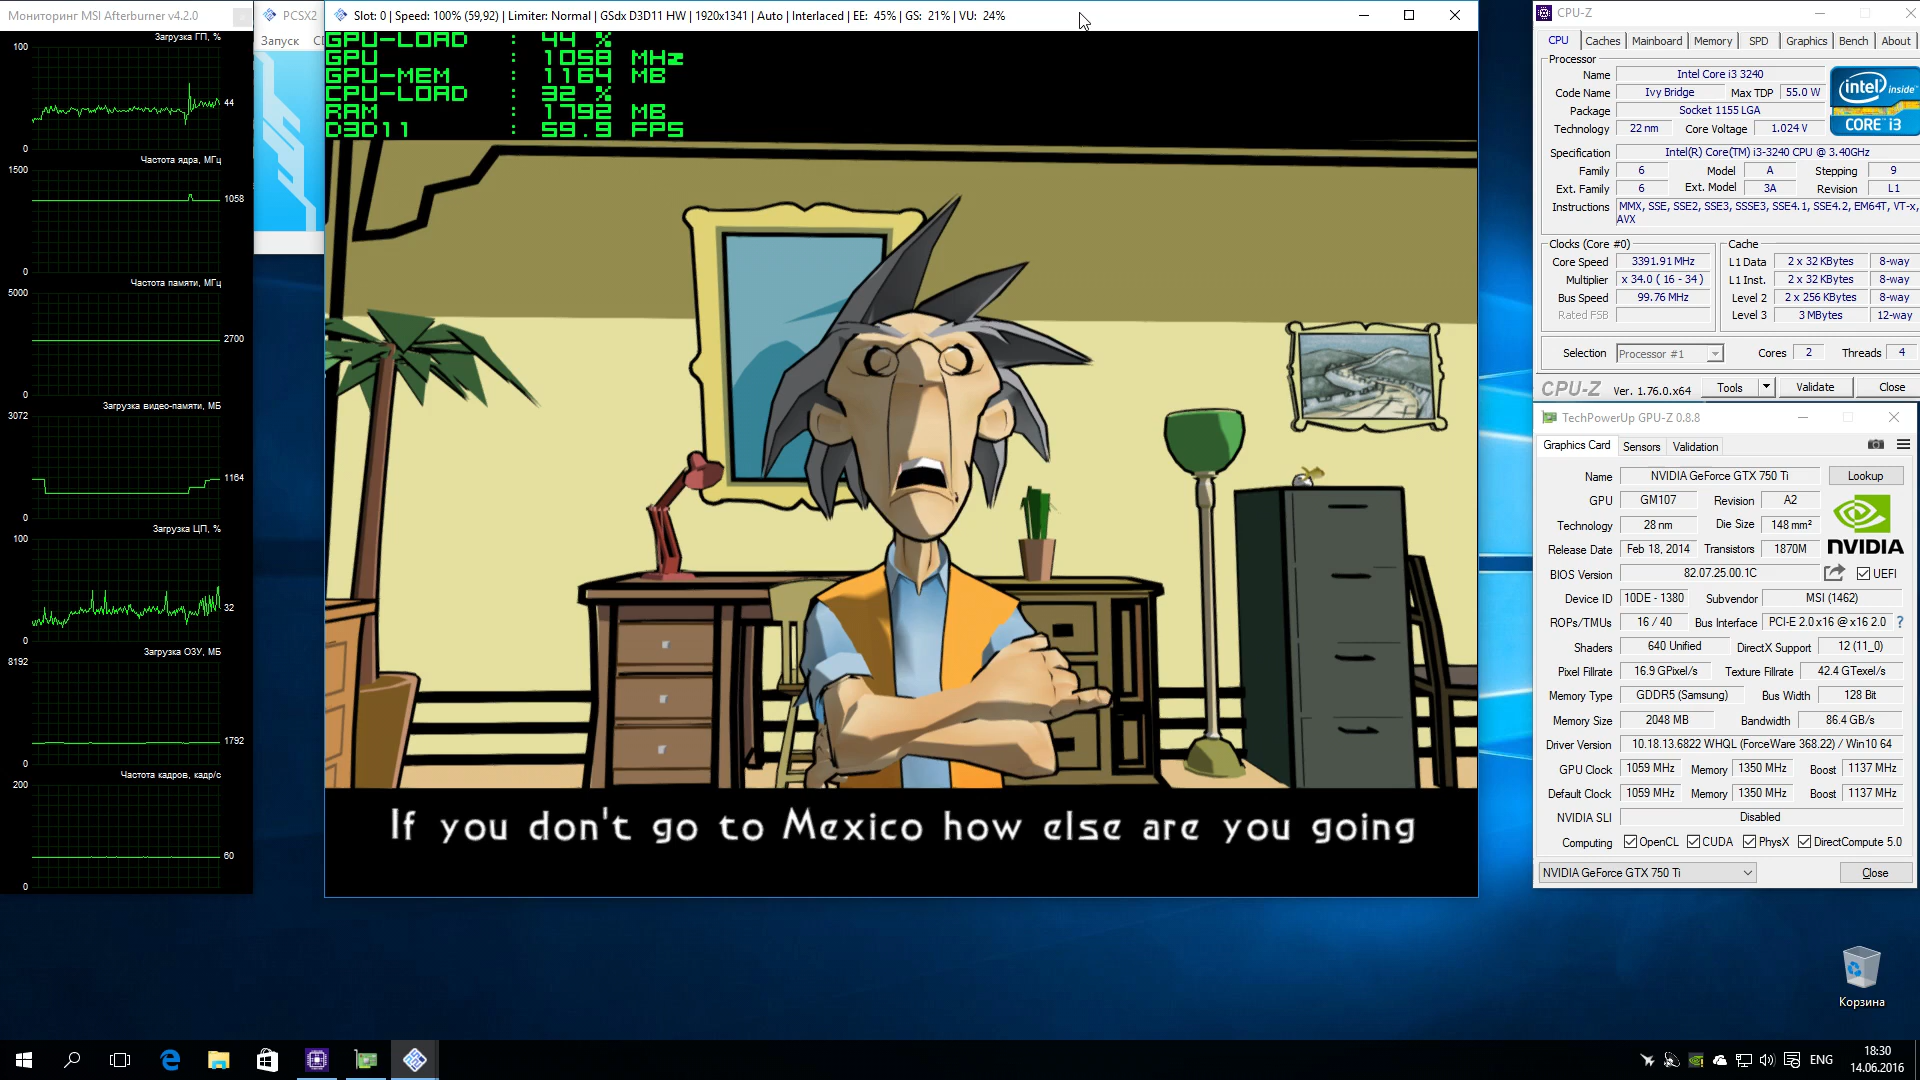 Мониторинг MSI Afterburner v4.2.0
Загрузка ГП, %
100
44
0
Частота ядра, МГц
1500
1058
0
Частота памяти, МГц
5000
2700
0
Загрузка видео-памяти, МБ
3072
1164
0
Загрузка ЦП, %
100
32
0
Загрузка ОЗУ, МБ
8192
1792
0
Частота кадров, кадр/с
200
60
0
PCSX2
Запуск
Slot: 0 | Speed: 100% (59,92) | Limiter: Normal | GSdx D3D11 HW | 1920x1341 | Auto | Interlaced | EE: 45% | GS: 21% | VU: 24%
GPU-LOAD : 44 %
GPU : 1058 MHz
GPU-MEM : 1164 MB
CPU-LOAD : 32 %
RAM : 1792 MB
D3D11 : 59.9 FPS
If you don't go to Mexico how else are you going
CPU-Z
CPU Caches Mainboard Memory SPD Graphics Bench About
Processor
Name Intel Core i3 3240
Code Name Ivy Bridge Max TDP 55.0 W
Package Socket 1155 LGA
Technology 22 nm Core Voltage 1.024 V
intel inside
CORE i3
Specification Intel(R) Core(TM) i3-3240 CPU @ 3.40GHz
Family 6 Model A Stepping 9
Ext. Family 6 Ext. Model 3A Revision L1
Instructions MMX, SSE, SSE2, SSE3, SSSE3, SSE4.1, SSE4.2, EM64T, VT-x,
AVX
Clocks (Core #0)
Core Speed 3391.91 MHz
Multiplier x 34.0 ( 16 - 34 )
Bus Speed 99.76 MHz
Rated FSB
Cache
L1 Data 2 x 32 KBytes 8-way
L1 Inst. 2 x 32 KBytes 8-way
Level 2 2 x 256 KBytes 8-way
Level 3 3 MBytes 12-way
Selection Processor #1 Cores 2 Threads 4
CPU-Z Ver. 1.76.0.x64 Tools Validate Close
TechPowerUp GPU-Z 0.8.8
Graphics Card Sensors Validation
Name NVIDIA GeForce GTX 750 Ti Lookup
GPU GM107 Revision A2
Technology 28 nm Die Size 148 mm²
Release Date Feb 18, 2014 Transistors 1870M
NVIDIA
BIOS Version 82.07.25.00.1C UEFI
Device ID 10DE - 1380 Subvendor MSI (1462)
ROPs/TMUs 16 / 40 Bus Interface PCI-E 2.0 x16 @ x16 2.0 ?
Shaders 640 Unified DirectX Support 12 (11_0)
Pixel Fillrate 16.9 GPixel/s Texture Fillrate 42.4 GTexel/s
Memory Type GDDR5 (Samsung) Bus Width 128 Bit
Memory Size 2048 MB Bandwidth 86.4 GB/s
Driver Version 10.18.13.6822 WHQL (ForceWare 368.22) / Win10 64
GPU Clock 1059 MHz Memory 1350 MHz Boost 1137 MHz
Default Clock 1059 MHz Memory 1350 MHz Boost 1137 MHz
NVIDIA SLI Disabled
Computing OpenCL CUDA PhysX DirectCompute 5.0
NVIDIA GeForce GTX 750 Ti Close
Корзина
ENG
18:30
14.06.2016